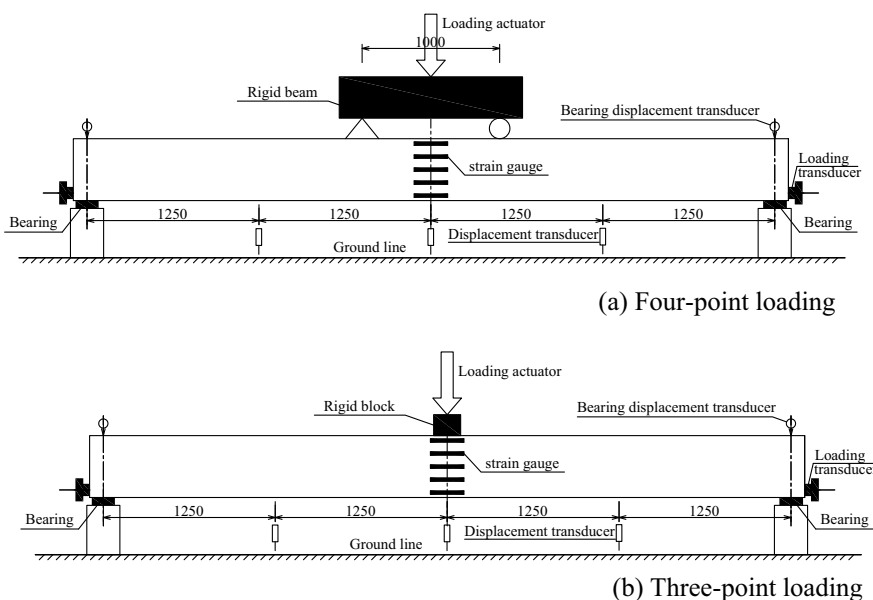 Loading actuator
1000
Rigid beam
Bearing displacement transducer
strain gauge
Loading
transducer
Bearing
1250
1250
1250
1250
Bearing
Displacement transducer
Ground line
(a) Four-point loading
Loading actuator
Rigid block
Bearing displacement transducer
strain gauge
Loading
transducer
Bearing
1250
1250
1250
1250
Bearing
Displacement transducer
Ground line
(b) Three-point loading